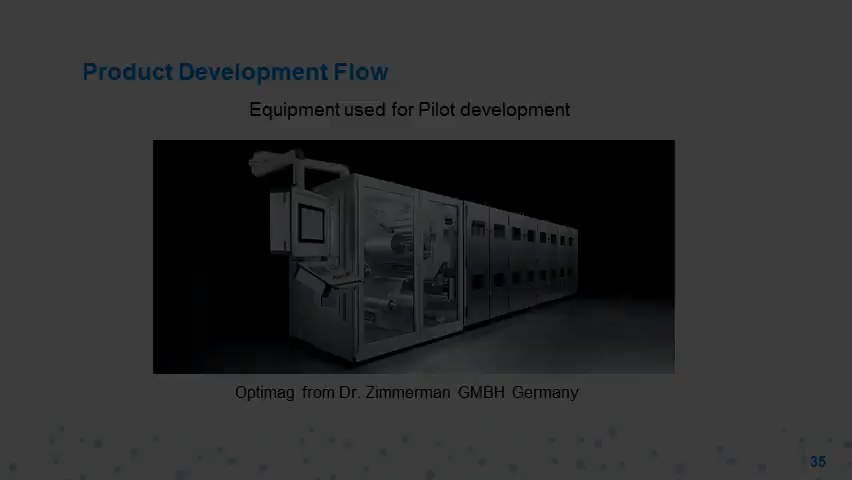 Product Development Flow
Equipment used for Pilot development
Optimag from Dr. Zimmerman GMBH Germany
35